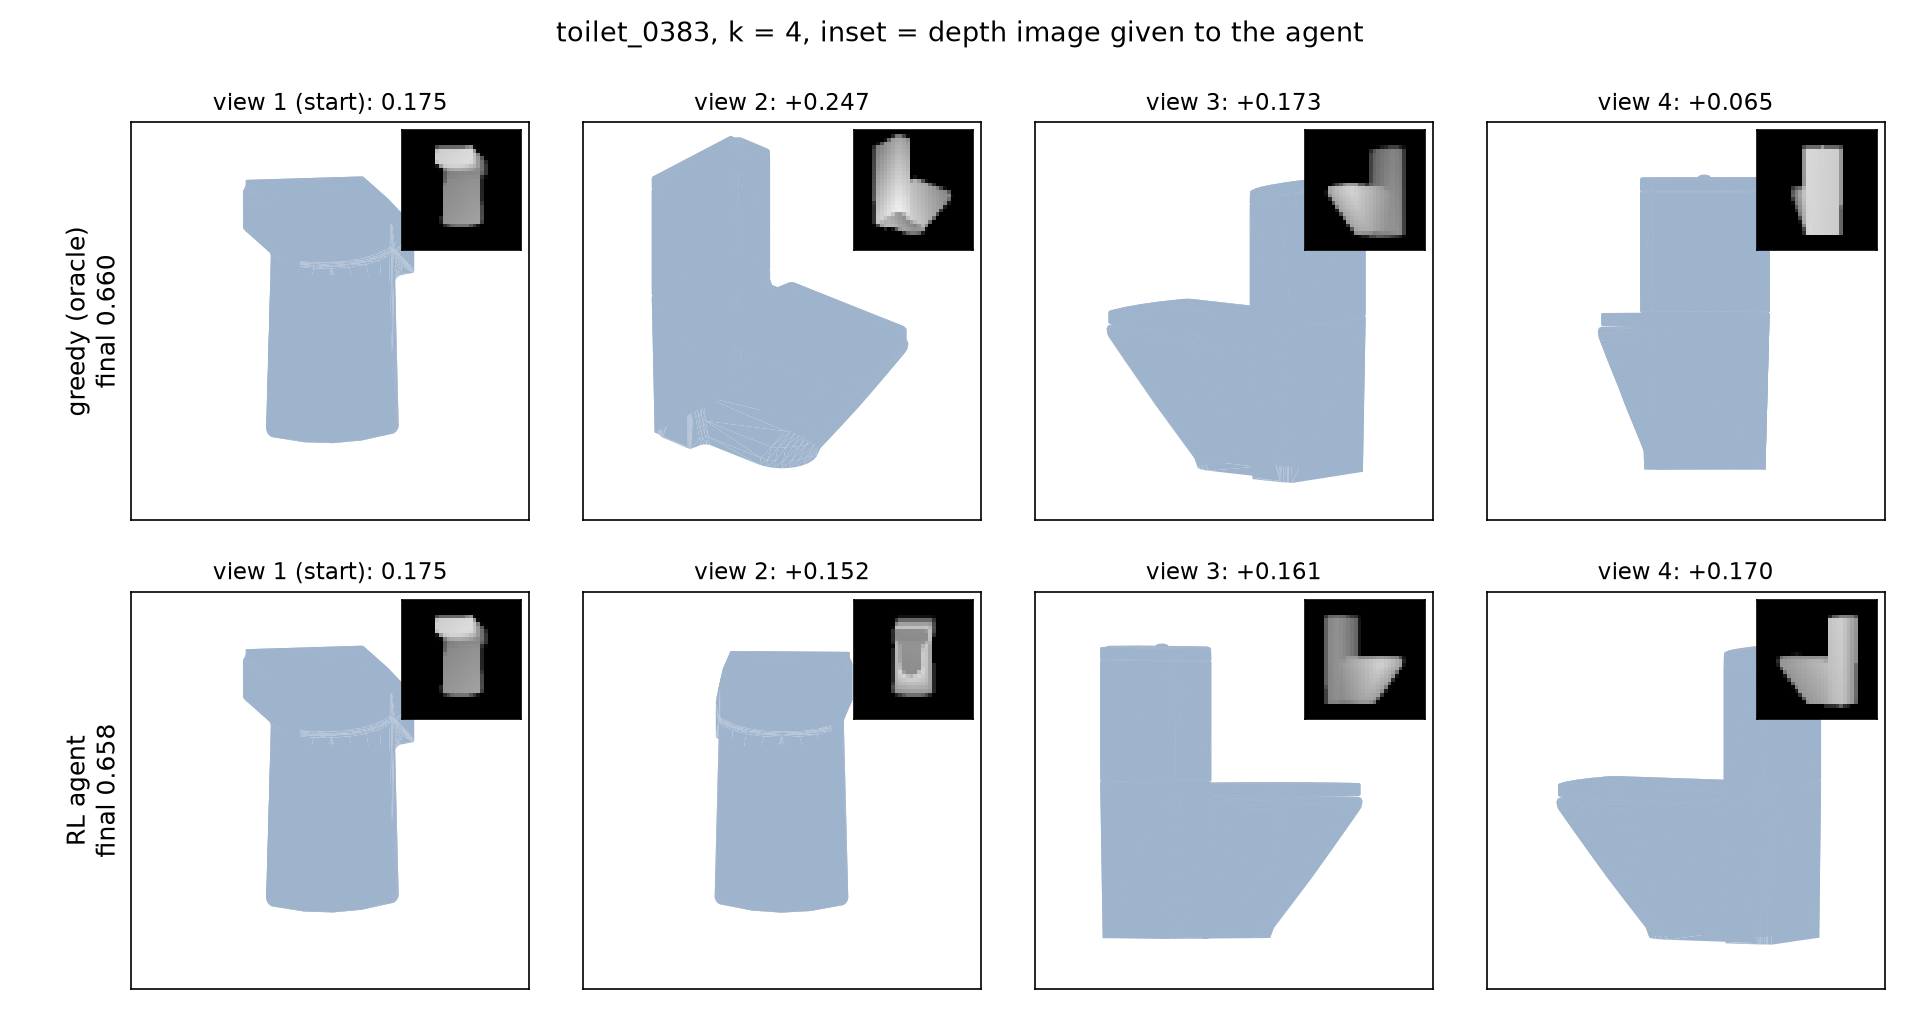 toilet_0383, k = 4, inset = depth image given to the agent
greedy (oracle)
final 0.660
view 1 (start): 0.175
view 2: +0.247
view 3: +0.173
view 4: +0.065
RL agent
final 0.658
view 1 (start): 0.175
view 2: +0.152
view 3: +0.161
view 4: +0.170